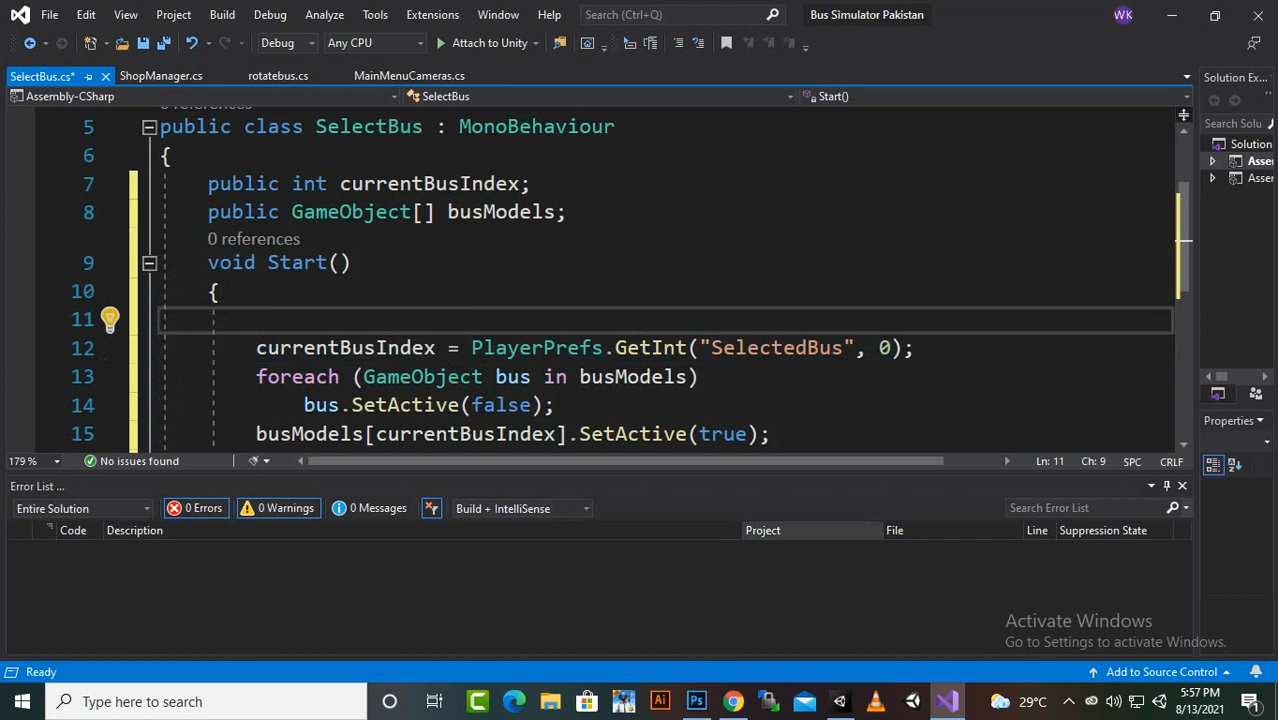 File Edit View Project Build Debug Analyze Tools Extensions Window Help Search (Ctrl+Q) Bus Simulator Pakistan WK
Debug Any CPU Attach to Unity
SelectBus.cs* ShopManager.cs rotatebus.cs MainMenuCameras.cs Solution Ex...
Assembly-CSharp SelectBus Start()
5 public class SelectBus : MonoBehaviour
6 {
7 public int currentBusIndex;
8 public GameObject[] busModels;
0 references
9 void Start()
10 {
11
12 currentBusIndex = PlayerPrefs.GetInt("SelectedBus", 0);
13 foreach (GameObject bus in busModels)
14 bus.SetActive(false);
15 busModels[currentBusIndex].SetActive(true);
Search Solu
Solution
Asse
Assem
179 % No issues found Ln: 11 Ch: 9 SPC CRLF
Properties
Error List ...
Entire Solution 0 Errors 0 Warnings 0 Messages Build + IntelliSense Search Error List
Code Description Project File Line Suppression State
Activate Windows
Go to Settings to activate Windows.
Ready Add to Source Control
Type here to search 29°C 5:57 PM
8/13/2021